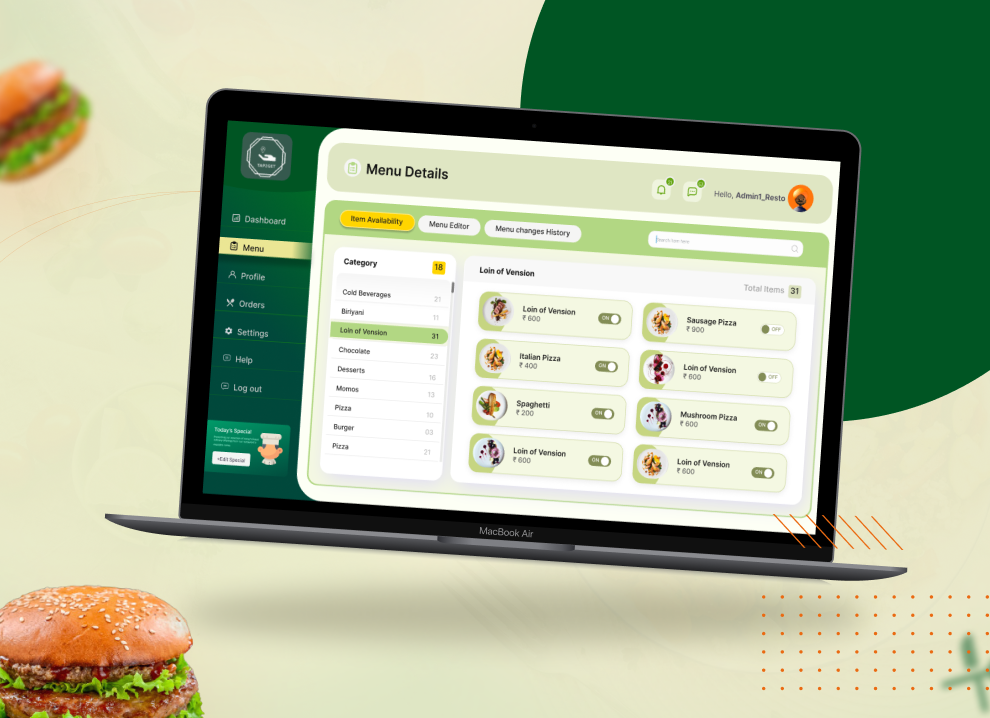 Menu Details
Hello, Admin1_Resto
Dashboard
Menu
Profile
Orders
Settings
Help
Log out
Today's Special
+Edit Special
Item Availability
Menu Editor
Menu changes History
Category
18
Cold Beverages 21
Biriyani 11
Loin of Vension 31
Chocolate 23
Desserts 16
Momos 13
Pizza 10
Burger 03
Pizza 21
Loin of Vension
Total Items 31
Loin of Vension
₹ 600
ON
Sausage Pizza
₹ 900
OFF
Italian Pizza
₹ 400
ON
Loin of Vension
₹ 600
OFF
Spaghetti
₹ 200
ON
Mushroom Pizza
₹ 600
ON
Loin of Vension
₹ 600
ON
Loin of Vension
₹ 600
ON
MacBook Air